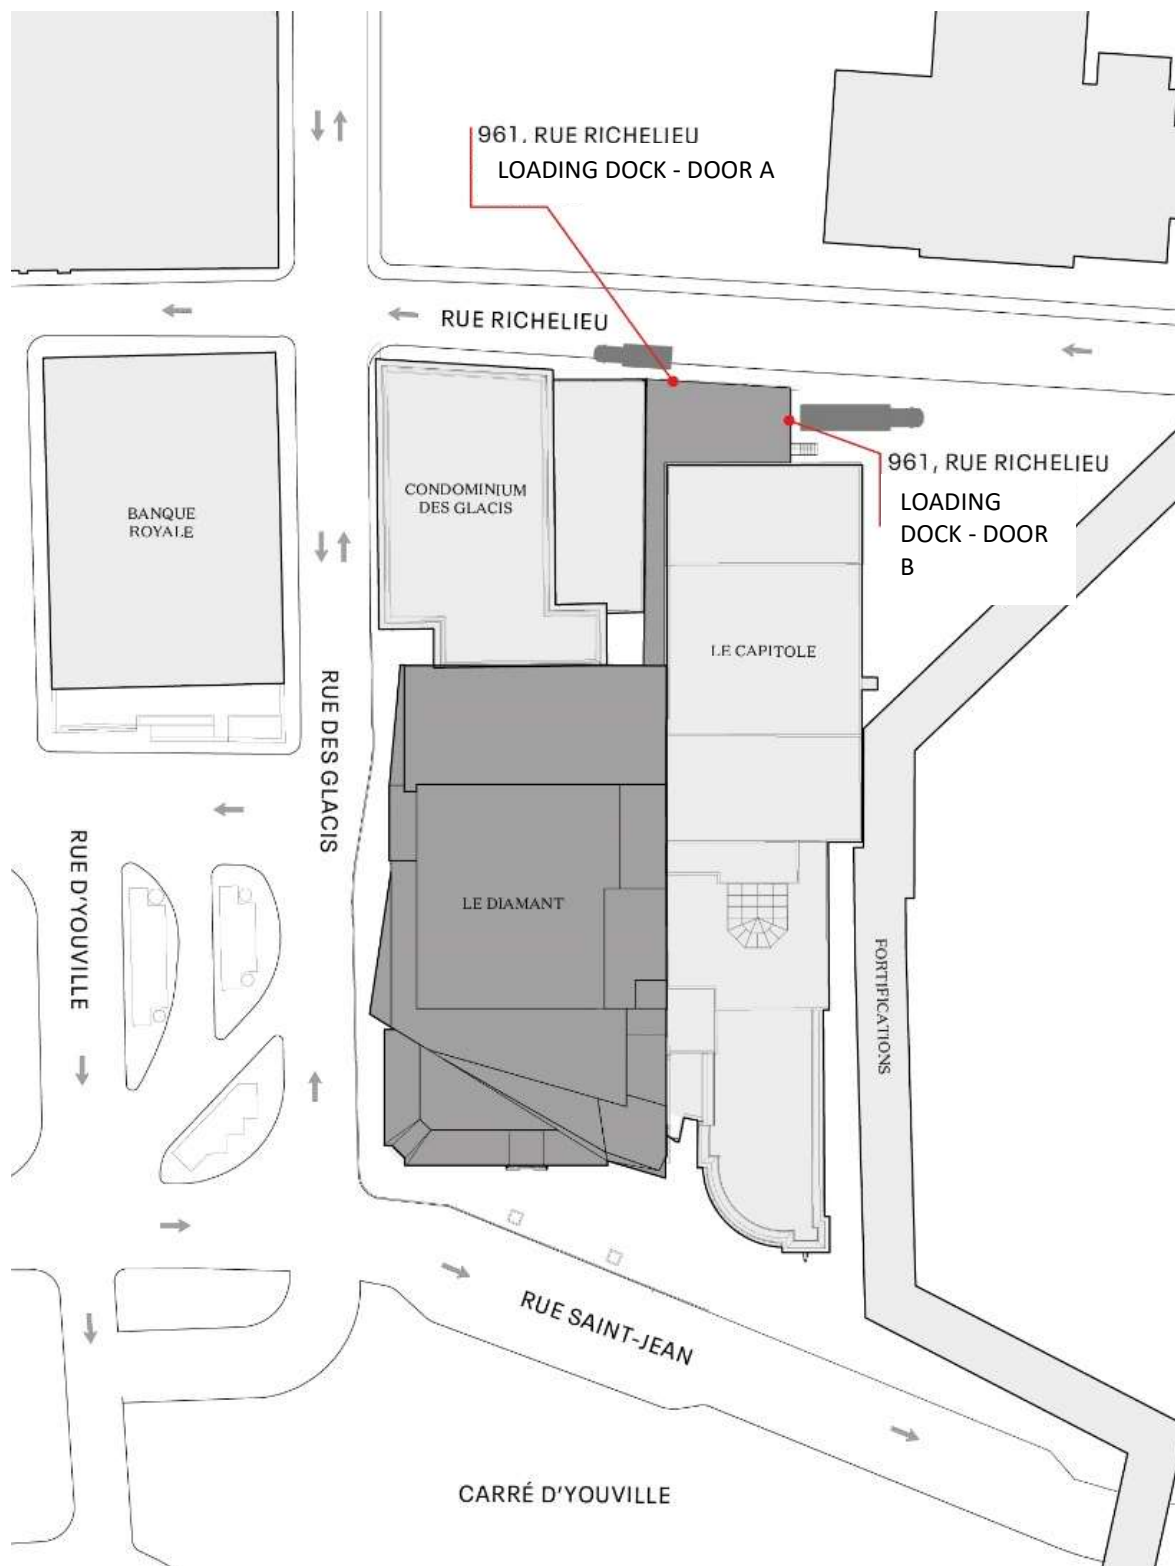 961, RUE RICHELIEU
LOADING DOCK - DOOR A
RUE RICHELIEU
961, RUE RICHELIEU
LOADING
DOCK - DOOR
B
CONDOMINIUM
DES GLACIS
BANQUE
ROYALE
LE CAPITOLE
RUE DES GLACIS
RUE D'YOUVILLE
LE DIAMANT
FORTIFICATIONS
RUE SAINT-JEAN
CARRÉ D'YOUVILLE